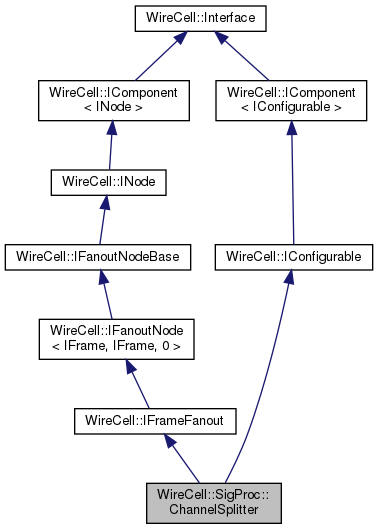 WireCell::Interface
WireCell::IComponent
< INode >
WireCell::IComponent
< IConfigurable >
WireCell::INode
WireCell::IFanoutNodeBase
WireCell::IConfigurable
WireCell::IFanoutNode
< IFrame, IFrame, 0 >
WireCell::IFrameFanout
WireCell::SigProc::
ChannelSplitter